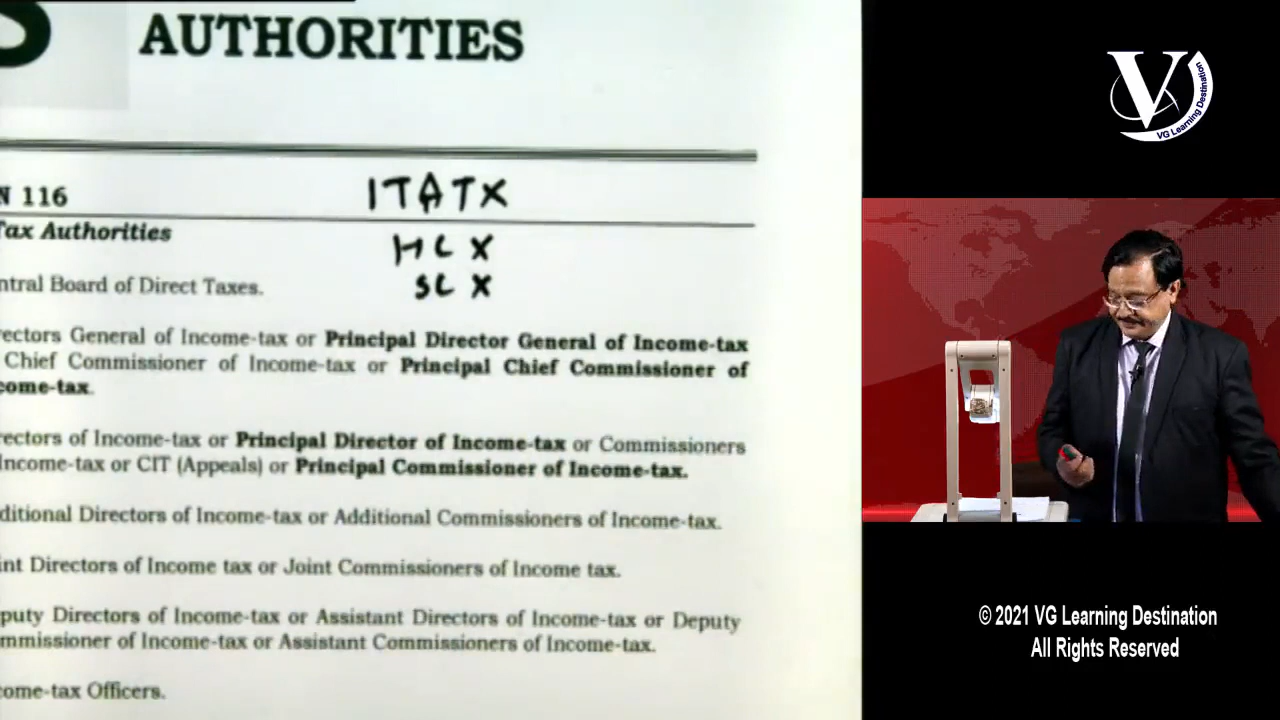 S AUTHORITIES
N 116 ITAT X
Tax Authorities
HC X
SC X
ntral Board of Direct Taxes.
rectors General of Income-tax or Principal Director General of Income-tax
Chief Commissioner of Income-tax or Principal Chief Commissioner of
come-tax.
rectors of Income-tax or Principal Director of Income-tax or Commissioners
Income-tax or CIT (Appeals) or Principal Commissioner of Income-tax.
ditional Directors of Income-tax or Additional Commissioners of Income-tax.
int Directors of Income tax or Joint Commissioners of Income tax.
puty Directors of Income-tax or Assistant Directors of Income-tax or Deputy
mmissioner of Income-tax or Assistant Commissioners of Income-tax.
come-tax Officers.
V
VG Learning Destination
© 2021 VG Learning Destination
All Rights Reserved